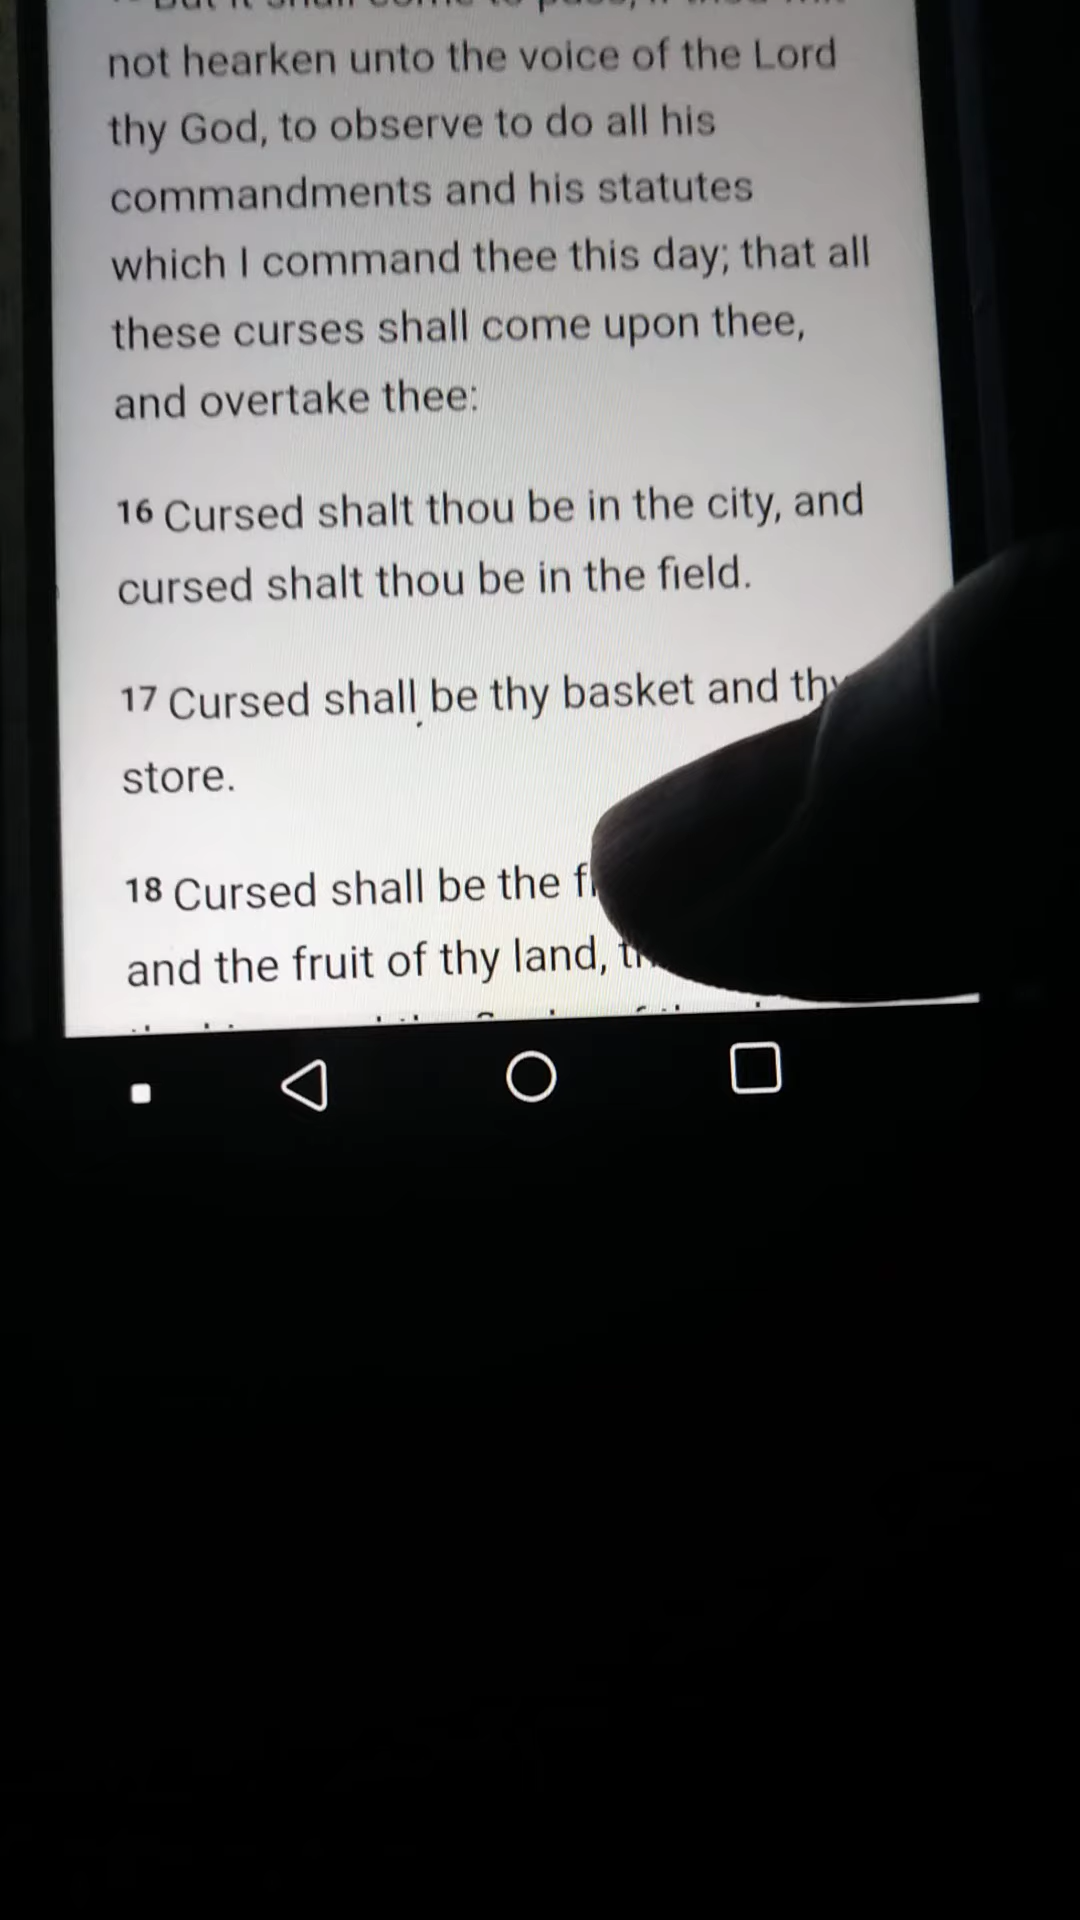 not hearken unto the voice of the Lord
thy God, to observe to do all his
commandments and his statutes
which I command thee this day; that all
these curses shall come upon thee,
and overtake thee:
16 Cursed shalt thou be in the city, and
cursed shalt thou be in the field.
17 Cursed shall be thy basket and thy
store.
18 Cursed shall be the
and the fruit of thy land,